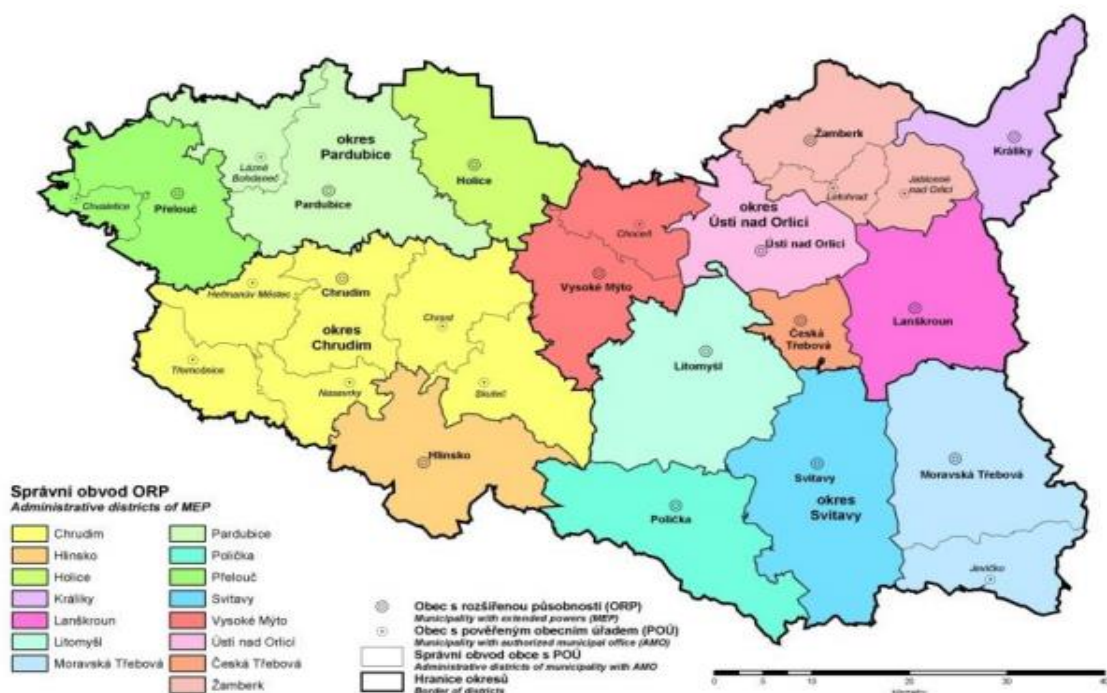 Žamberk
Králíky
okres
Pardubice
Lázně
Bohdaneč
Holice
Letohrad
Jablonné
nad Orlicí
Chvaletice
Přelouč
Pardubice
okres
Ústí nad Orlicí
Choceň
Ústí nad Orlicí
Heřmanův Městec
Chrudim
Vysoké Mýto
Lanškroun
okres
Chrudim
Chrast
Česká
Třebová
Třemošnice
Litomyšl
Nasavrky
Skuteč
Hlinsko
Svitavy
Moravská Třebová
okres
Svitavy
Polička
Jevíčko
Správní obvod ORP
Administrative districts of MEP
Chrudim
Hlinsko
Holice
Králíky
Lanškroun
Litomyšl
Moravská Třebová
Pardubice
Polička
Přelouč
Svitavy
Vysoké Mýto
Ústí nad Orlicí
Česká Třebová
Žamberk
Obec s rozšířenou působností (ORP)
Municipality with extended powers (MEP)
Obec s pověřeným obecním úřadem (POÚ)
Municipality with authorized municipal office (AMO)
Správní obvod obce s POÚ
Administrative districts of municipality with AMO
Hranice okresů
Border of districts
0 5 10 20 30 40